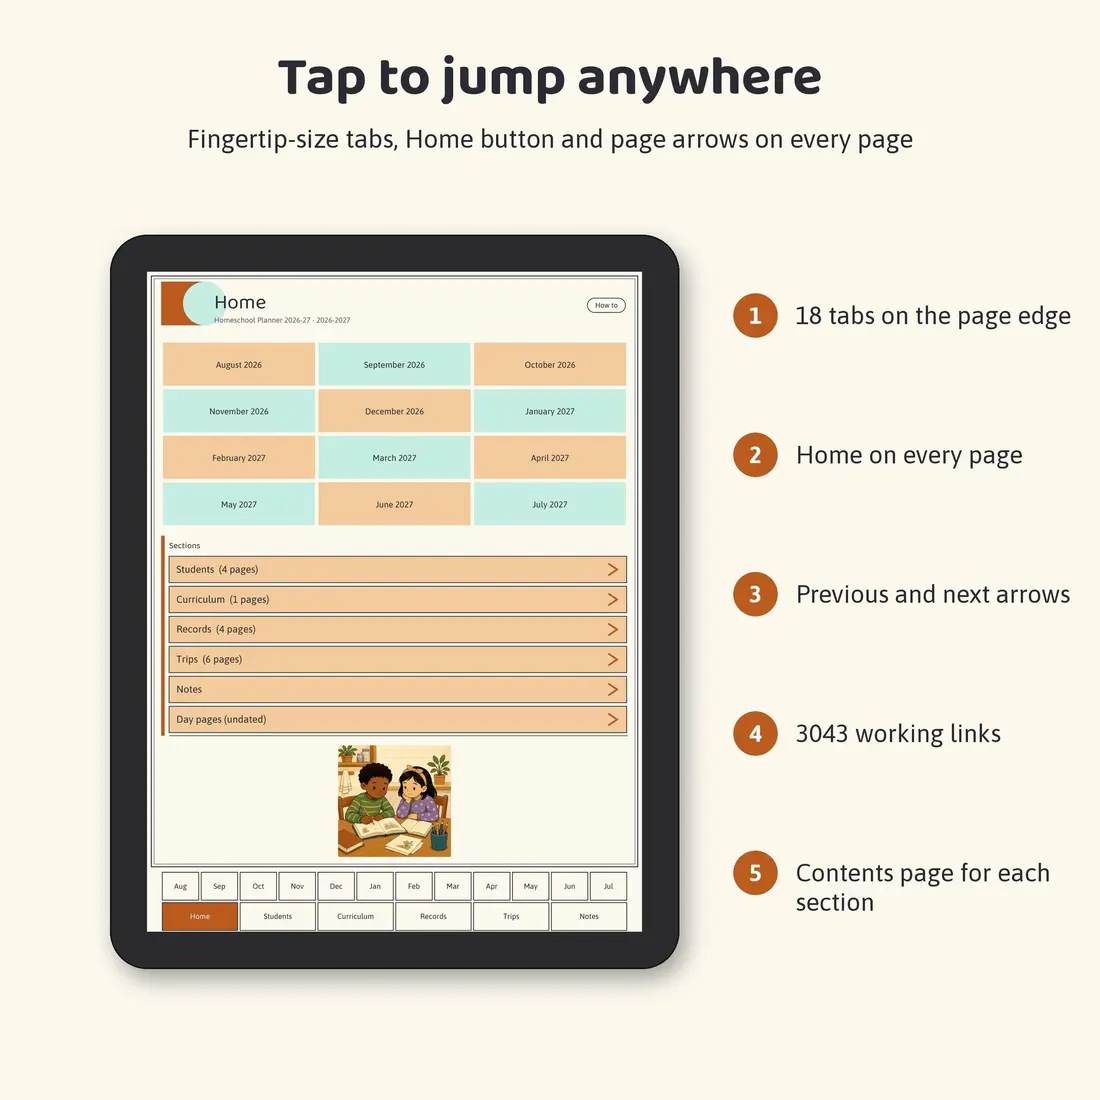 Tap to jump anywhere
Fingertip-size tabs, Home button and page arrows on every page
Home
Homeschool Planner 2026-27 - 2026-2027
How to
August 2026
September 2026
October 2026
November 2026
December 2026
January 2027
February 2027
March 2027
April 2027
May 2027
June 2027
July 2027
Sections
Students (4 pages)
Curriculum (1 pages)
Records (4 pages)
Trips (6 pages)
Notes
Day pages (undated)
Aug Sep Oct Nov Dec Jan Feb Mar Apr May Jun Jul
Home Students Curriculum Records Trips Notes
1 18 tabs on the page edge
2 Home on every page
3 Previous and next arrows
4 3043 working links
5 Contents page for each
section